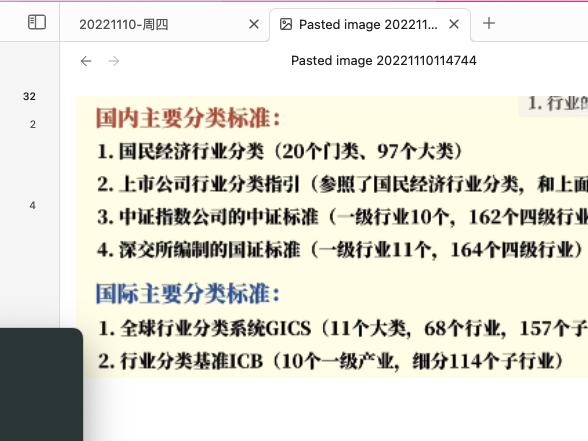 20221110-周四
Pasted image 202211...
Pasted image 20221110114744
32
2
4
1. 行业的
国内主要分类标准：
1. 国民经济行业分类（20个门类、97个大类）
2. 上市公司行业分类指引（参照了国民经济行业分类，和上面
3. 中证指数公司的中证标准（一级行业10个，162个四级行业
4. 深交所编制的国证标准（一级行业11个，164个四级行业）
国际主要分类标准：
1. 全球行业分类系统GICS（11个大类，68个行业，157个子
2. 行业分类基准ICB（10个一级产业，细分114个子行业）